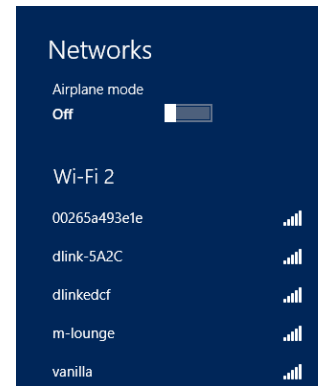 Networks
Airplane mode
Off
Wi-Fi 2
00265a493e1e
dlink-5A2C
dlinkedcf
m-lounge
vanilla